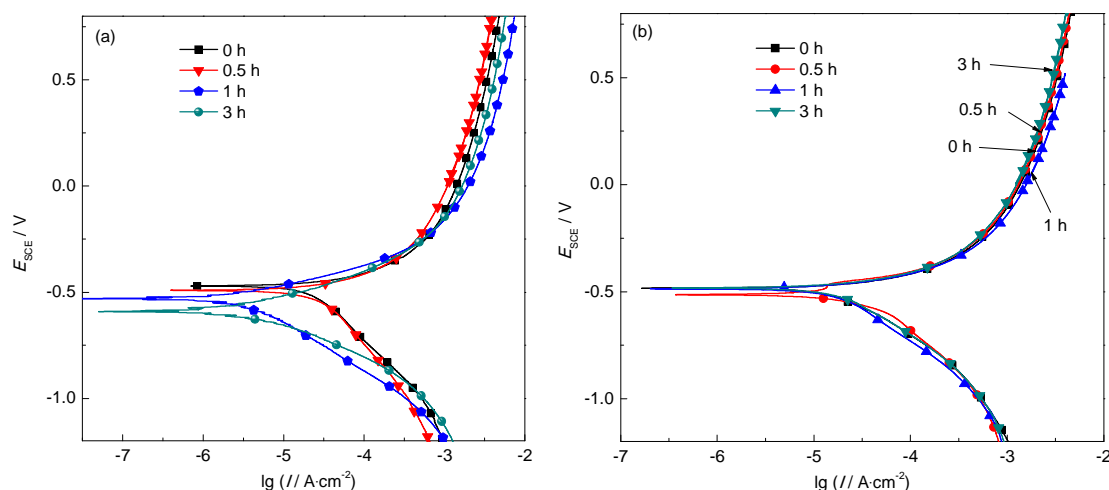 (a)
0 h
0.5 h
1 h
3 h
0.5
0.0
-0.5
-1.0
E_SCE / V
-7 -6 -5 -4 -3 -2
lg (I / A·cm⁻²)
(b)
0 h
0.5 h
1 h
3 h
3 h
0.5 h
0 h
1 h
0.5
0.0
-0.5
-1.0
E_SCE / V
-7 -6 -5 -4 -3 -2
lg (I / A·cm⁻²)